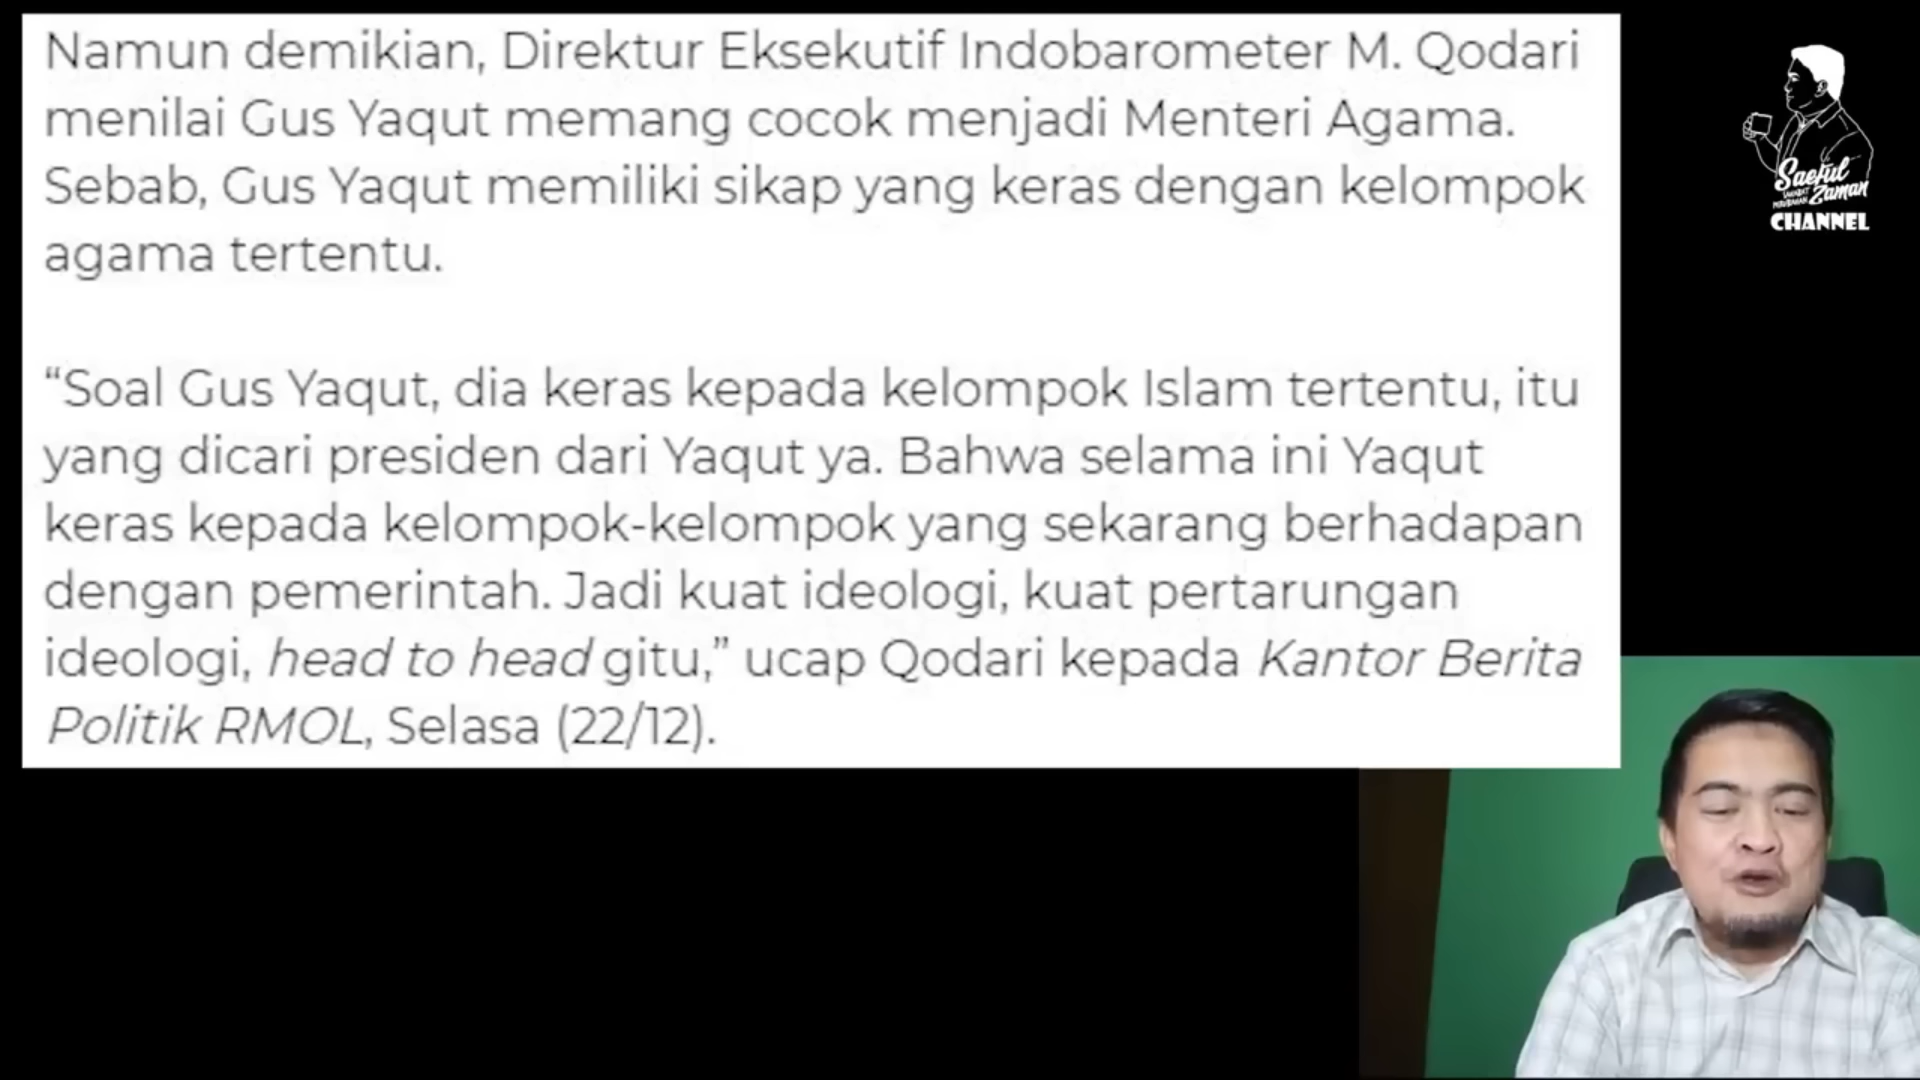 Namun demikian, Direktur Eksekutif Indobarometer M. Qodari
menilai Gus Yaqut memang cocok menjadi Menteri Agama.
Sebab, Gus Yaqut memiliki sikap yang keras dengan kelompok
agama tertentu.
“Soal Gus Yaqut, dia keras kepada kelompok Islam tertentu, itu
yang dicari presiden dari Yaqut ya. Bahwa selama ini Yaqut
keras kepada kelompok-kelompok yang sekarang berhadapan
dengan pemerintah. Jadi kuat ideologi, kuat pertarungan
ideologi, head to head gitu,” ucap Qodari kepada Kantor Berita
Politik RMOL, Selasa (22/12).
Saeful
Zaman
CHANNEL